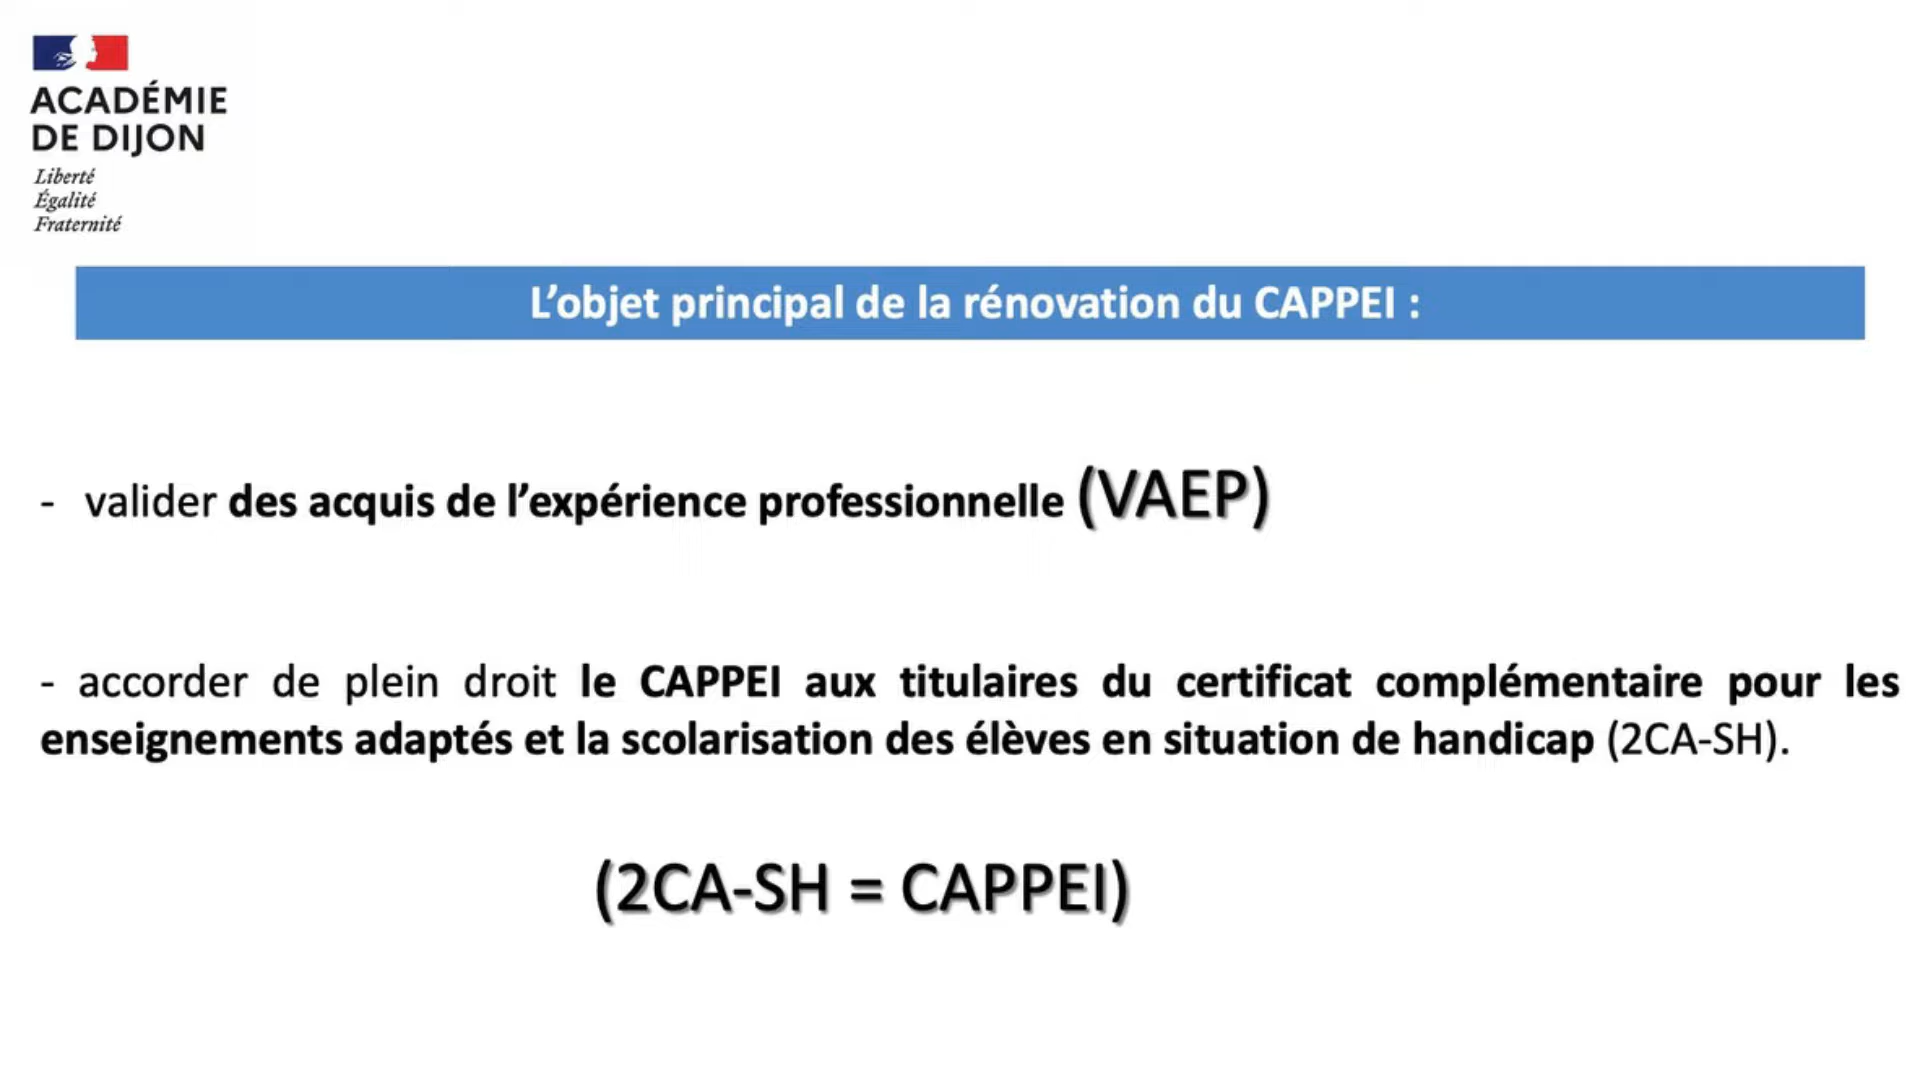 ACADÉMIE
DE DIJON
Liberté
Égalité
Fraternité
L’objet principal de la rénovation du CAPPEI :
- valider des acquis de l’expérience professionnelle (VAEP)
- accorder de plein droit le CAPPEI aux titulaires du certificat complémentaire pour les
enseignements adaptés et la scolarisation des élèves en situation de handicap (2CA-SH).
(2CA-SH = CAPPEI)